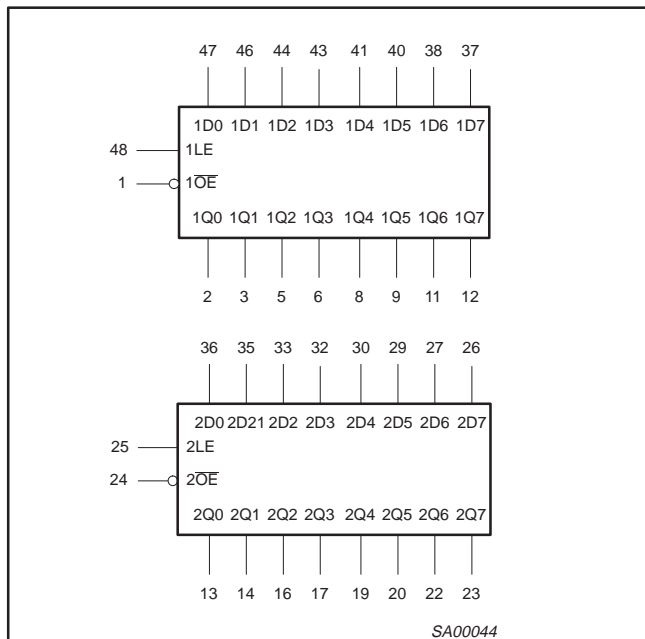 47 46 44 43 41 40 38 37
1D0 1D1 1D2 1D3 1D4 1D5 1D6 1D7
48 1LE
1 1O̅E̅
1Q0 1Q1 1Q2 1Q3 1Q4 1Q5 1Q6 1Q7
2 3 5 6 8 9 11 12
36 35 33 32 30 29 27 26
2D0 2D21 2D2 2D3 2D4 2D5 2D6 2D7
25 2LE
24 2O̅E̅
2Q0 2Q1 2Q2 2Q3 2Q4 2Q5 2Q6 2Q7
13 14 16 17 19 20 22 23
SA00044